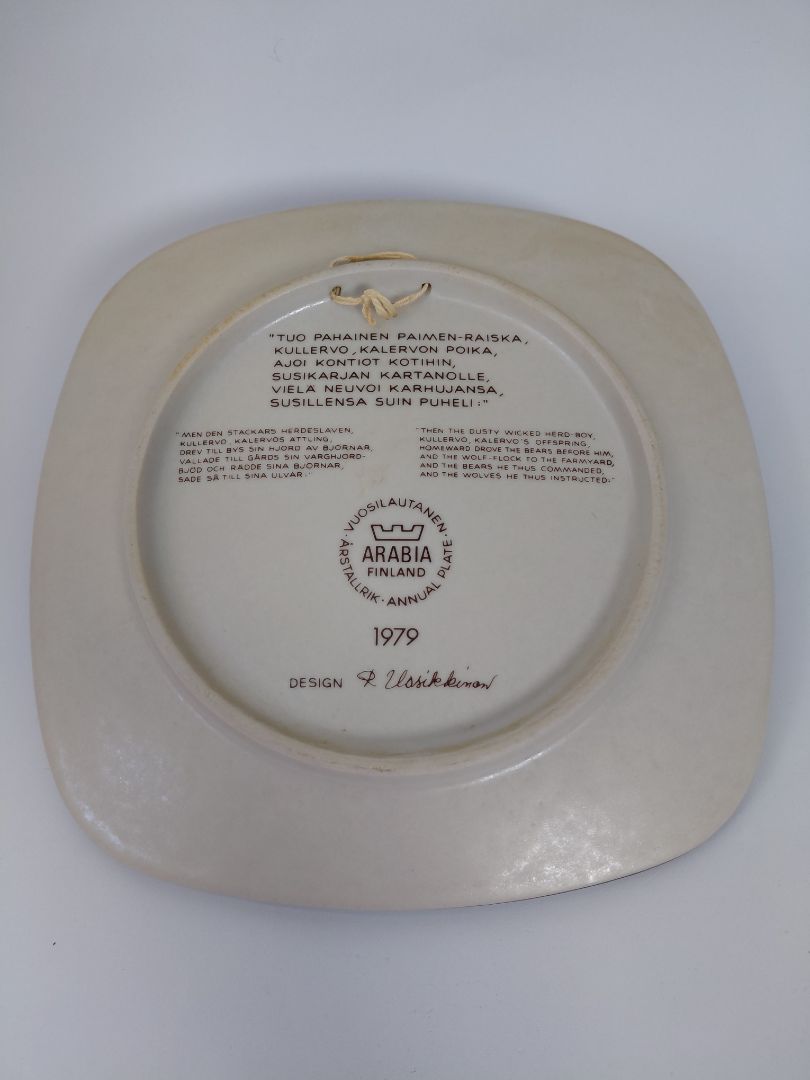 "TUO PAHAINEN PAIMEN-RAISKA,
KULLERVO, KALERVON POIKA,
AJOI KONTIOT KOTIHIN,
SUSIKARJAN KARTANOLLE,
VIELÄ NEUVOI KARHUJANSA,
SUSILLENSA SUIN PUHELI:"
"MEN DEN STACKARS HERDESLAVEN,
KULLERVO, KALERVOS ÄTTLING,
DREV TILL BYS SIN HJORD AV BJÖRNAR,
VALLADE TILL GÅRDS SIN VARGHJORD-
BJÖD OCH RÅDDE SINA BJÖRNAR,
SADE SÅ TILL SINA ULVAR:"
"THEN THE DUSTY WICKED HERD-BOY,
KULLERVO, KALERVO'S OFFSPRING,
HOMEWARD DROVE THE BEARS BEFORE HIM,
AND THE WOLF-FLOCK TO THE FARMYARD,
AND THE BEARS HE THUS COMMANDED,
AND THE WOLVES HE THUS INSTRUCTED:"
· VUOSILAUTANEN · ANNUAL PLATE · ÅRSTALLRIK
ARABIA
FINLAND
1979
DESIGN R Uosikkinen